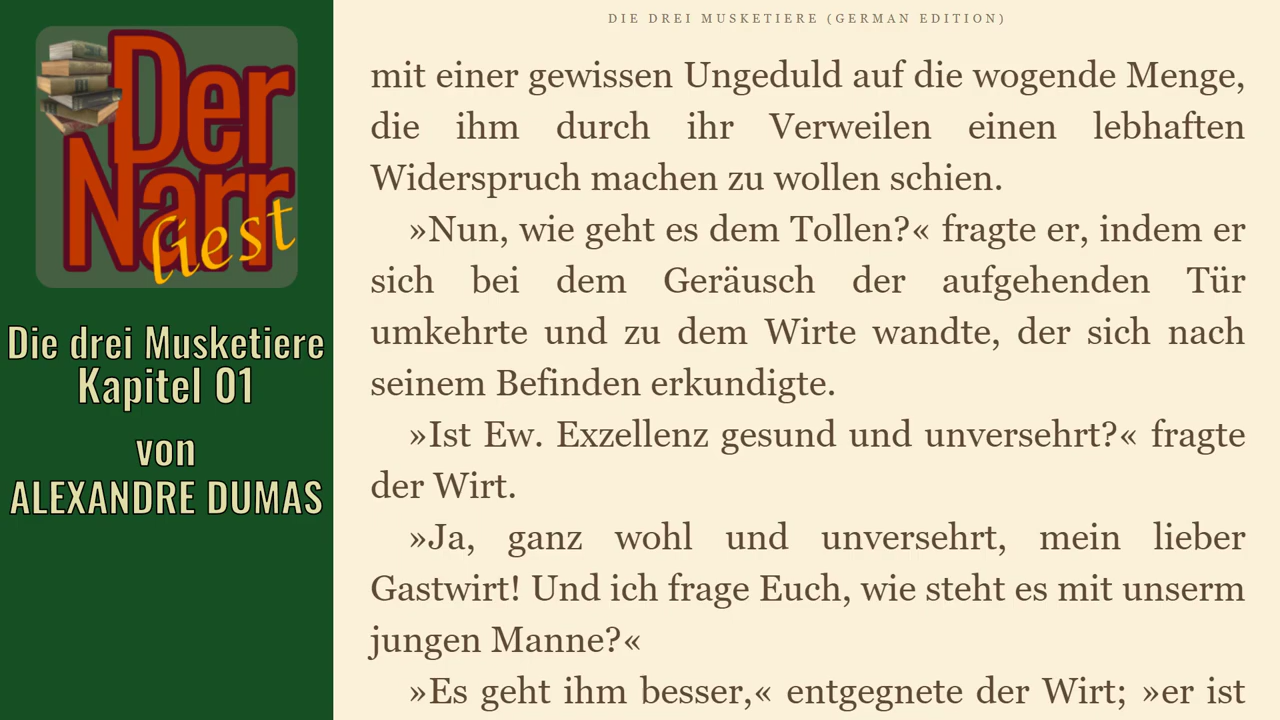 Der
Narr
liest
Die drei Musketiere
Kapitel 01
von
ALEXANDRE DUMAS
DIE DREI MUSKETIERE (GERMAN EDITION)
mit einer gewissen Ungeduld auf die wogende Menge,
die ihm durch ihr Verweilen einen lebhaften
Widerspruch machen zu wollen schien.
»Nun, wie geht es dem Tollen?« fragte er, indem er
sich bei dem Geräusch der aufgehenden Tür
umkehrte und zu dem Wirte wandte, der sich nach
seinem Befinden erkundigte.
»Ist Ew. Exzellenz gesund und unversehrt?« fragte
der Wirt.
»Ja, ganz wohl und unversehrt, mein lieber
Gastwirt! Und ich frage Euch, wie steht es mit unserm
jungen Manne?«
»Es geht ihm besser,« entgegnete der Wirt; »er ist